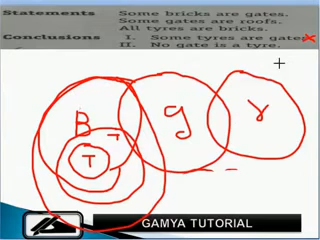 Statements Some bricks are gates.
Some gates are roofs.
All tyres are bricks.
Conclusions I. Some tyres are gates
II. No gate is a tyre.
B
g
r
T
GAMYA TUTORIAL